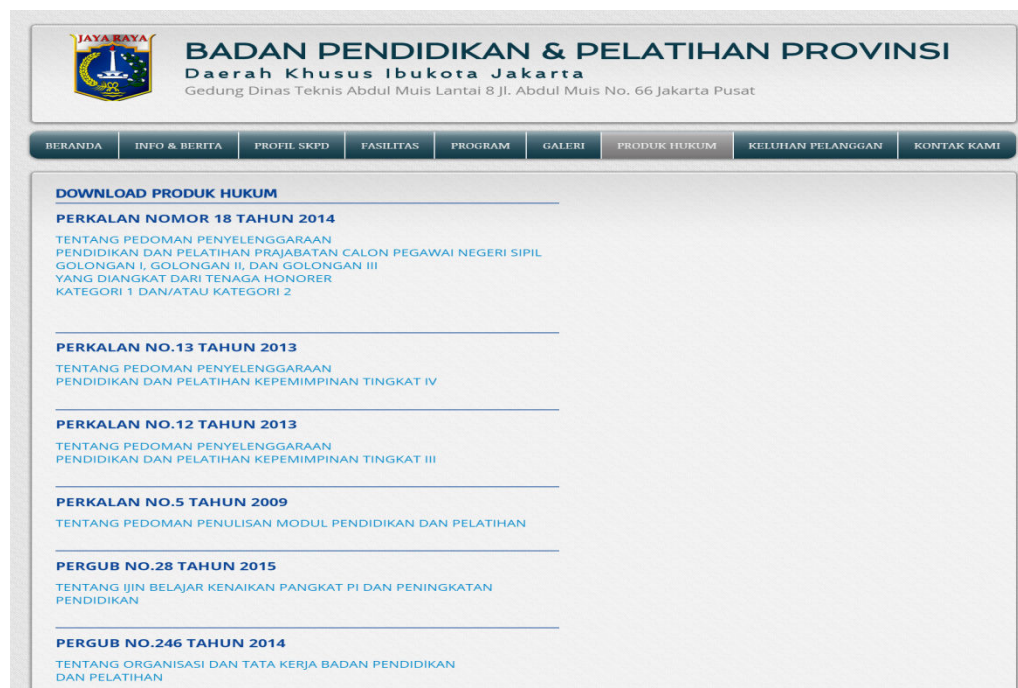 JAYA RAYA
BADAN PENDIDIKAN & PELATIHAN PROVINSI
Daerah Khusus Ibukota Jakarta
Gedung Dinas Teknis Abdul Muis Lantai 8 Jl. Abdul Muis No. 66 Jakarta Pusat
BERANDA INFO & BERITA PROFIL SKPD FASILITAS PROGRAM GALERI PRODUK HUKUM KELUHAN PELANGGAN KONTAK KAMI
DOWNLOAD PRODUK HUKUM
PERKALAN NOMOR 18 TAHUN 2014
TENTANG PEDOMAN PENYELENGGARAAN
PENDIDIKAN DAN PELATIHAN PRAJABATAN CALON PEGAWAI NEGERI SIPIL
GOLONGAN I, GOLONGAN II, DAN GOLONGAN III
YANG DIANGKAT DARI TENAGA HONORER
KATEGORI 1 DAN/ATAU KATEGORI 2
PERKALAN NO.13 TAHUN 2013
TENTANG PEDOMAN PENYELENGGARAAN
PENDIDIKAN DAN PELATIHAN KEPEMIMPINAN TINGKAT IV
PERKALAN NO.12 TAHUN 2013
TENTANG PEDOMAN PENYELENGGARAAN
PENDIDIKAN DAN PELATIHAN KEPEMIMPINAN TINGKAT III
PERKALAN NO.5 TAHUN 2009
TENTANG PEDOMAN PENULISAN MODUL PENDIDIKAN DAN PELATIHAN
PERGUB NO.28 TAHUN 2015
TENTANG IJIN BELAJAR KENAIKAN PANGKAT PI DAN PENINGKATAN
PENDIDIKAN
PERGUB NO.246 TAHUN 2014
TENTANG ORGANISASI DAN TATA KERJA BADAN PENDIDIKAN
DAN PELATIHAN